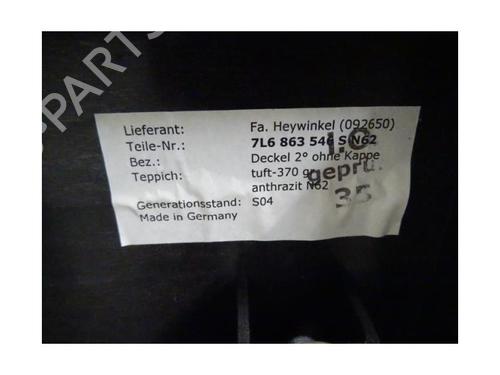 PARTS
Lieferant: Fa. Heywinkel (092650)
Teile-Nr.: 7L6 863 546 S N62
Bez.: Deckel 2° ohne Kappe
Teppich: tuft-370 gr.
anthrazit N62
Generationsstand: S04
Made in Germany
i.O
geprü.
35